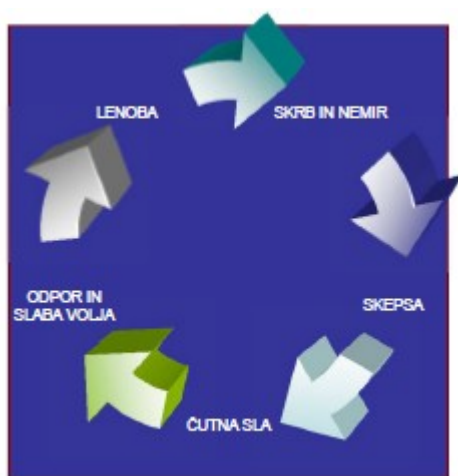 LENOBA
SKRB IN NEMIR
SKEPSA
ČUTNA SLA
ODPOR IN
SLABA VOLJA